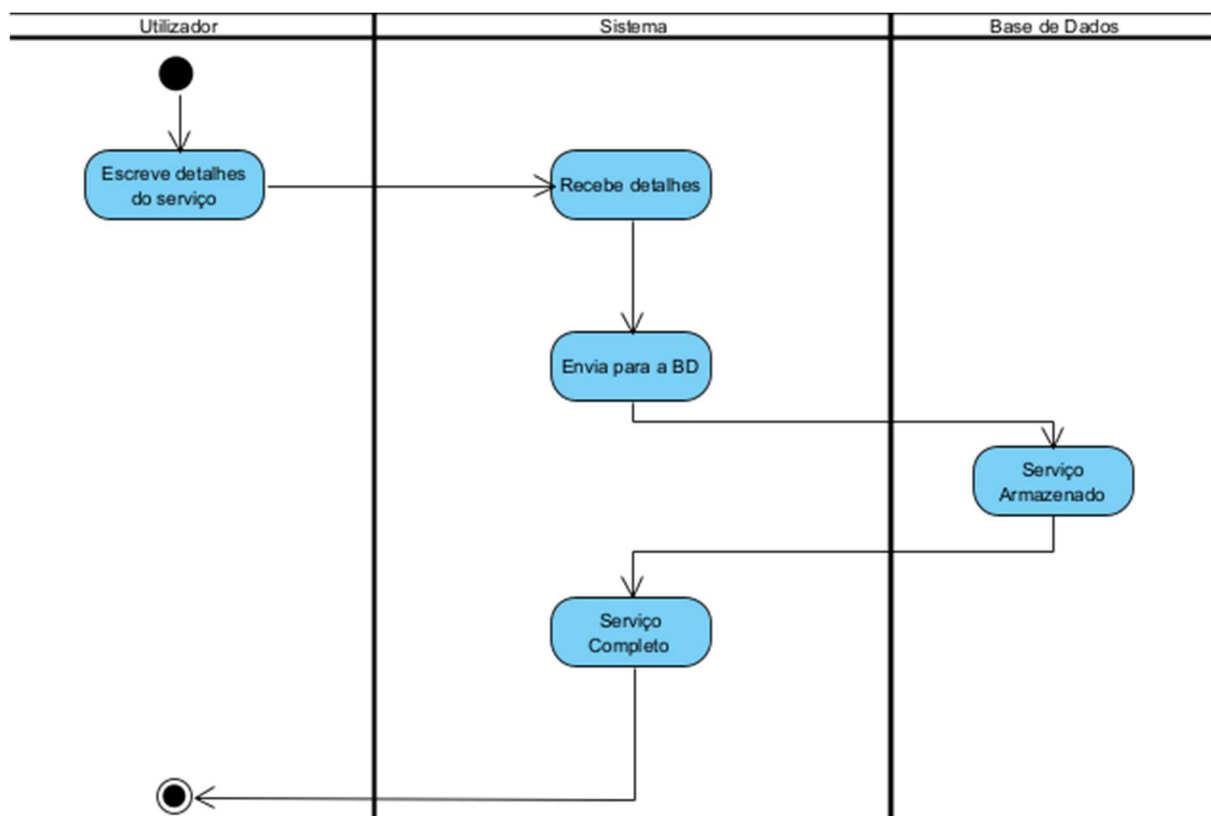 Utilizador
Sistema
Base de Dados
Escreve detalhes
do serviço
Recebe detalhes
Envia para a BD
Serviço
Armazenado
Serviço
Completo